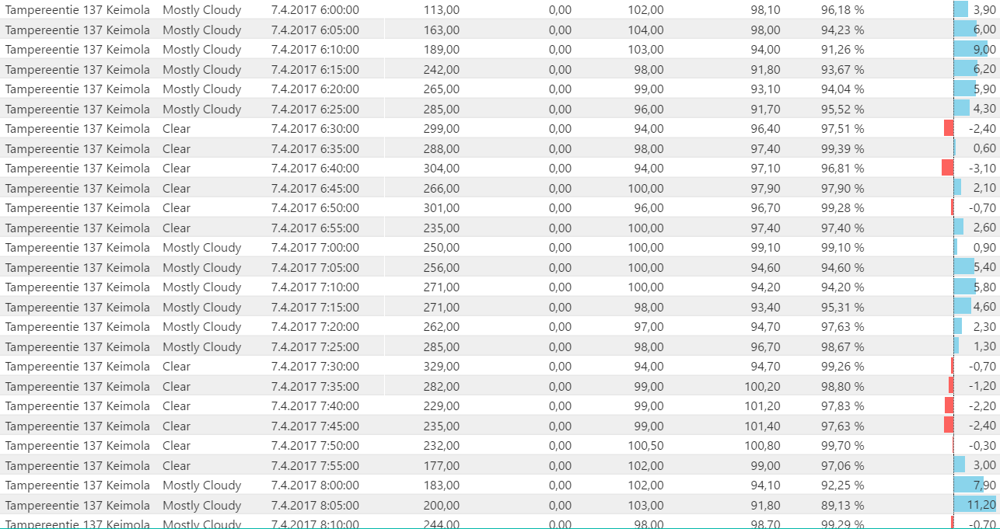 Tampereentie 137 Keimola Mostly Cloudy 7.4.2017 6:00:00 113,00 0,00 102,00 98,10 96,18 % 3,90
Tampereentie 137 Keimola Mostly Cloudy 7.4.2017 6:05:00 163,00 0,00 104,00 98,00 94,23 % 6,00
Tampereentie 137 Keimola Mostly Cloudy 7.4.2017 6:10:00 189,00 0,00 103,00 94,00 91,26 % 9,00
Tampereentie 137 Keimola Mostly Cloudy 7.4.2017 6:15:00 242,00 0,00 98,00 91,80 93,67 % 6,20
Tampereentie 137 Keimola Mostly Cloudy 7.4.2017 6:20:00 265,00 0,00 99,00 93,10 94,04 % 5,90
Tampereentie 137 Keimola Mostly Cloudy 7.4.2017 6:25:00 285,00 0,00 96,00 91,70 95,52 % 4,30
Tampereentie 137 Keimola Clear 7.4.2017 6:30:00 299,00 0,00 94,00 96,40 97,51 % -2,40
Tampereentie 137 Keimola Clear 7.4.2017 6:35:00 288,00 0,00 98,00 97,40 99,39 % 0,60
Tampereentie 137 Keimola Clear 7.4.2017 6:40:00 304,00 0,00 94,00 97,10 96,81 % -3,10
Tampereentie 137 Keimola Clear 7.4.2017 6:45:00 266,00 0,00 100,00 97,90 97,90 % 2,10
Tampereentie 137 Keimola Clear 7.4.2017 6:50:00 301,00 0,00 96,00 96,70 99,28 % -0,70
Tampereentie 137 Keimola Clear 7.4.2017 6:55:00 235,00 0,00 100,00 97,40 97,40 % 2,60
Tampereentie 137 Keimola Mostly Cloudy 7.4.2017 7:00:00 250,00 0,00 100,00 99,10 99,10 % 0,90
Tampereentie 137 Keimola Mostly Cloudy 7.4.2017 7:05:00 256,00 0,00 100,00 94,60 94,60 % 5,40
Tampereentie 137 Keimola Mostly Cloudy 7.4.2017 7:10:00 271,00 0,00 100,00 94,20 94,20 % 5,80
Tampereentie 137 Keimola Mostly Cloudy 7.4.2017 7:15:00 271,00 0,00 98,00 93,40 95,31 % 4,60
Tampereentie 137 Keimola Mostly Cloudy 7.4.2017 7:20:00 262,00 0,00 97,00 94,70 97,63 % 2,30
Tampereentie 137 Keimola Mostly Cloudy 7.4.2017 7:25:00 285,00 0,00 98,00 96,70 98,67 % 1,30
Tampereentie 137 Keimola Clear 7.4.2017 7:30:00 329,00 0,00 94,00 94,70 99,26 % -0,70
Tampereentie 137 Keimola Clear 7.4.2017 7:35:00 282,00 0,00 99,00 100,20 98,80 % -1,20
Tampereentie 137 Keimola Clear 7.4.2017 7:40:00 229,00 0,00 99,00 101,20 97,83 % -2,20
Tampereentie 137 Keimola Clear 7.4.2017 7:45:00 235,00 0,00 99,00 101,40 97,63 % -2,40
Tampereentie 137 Keimola Clear 7.4.2017 7:50:00 232,00 0,00 100,50 100,80 99,70 % -0,30
Tampereentie 137 Keimola Clear 7.4.2017 7:55:00 177,00 0,00 102,00 99,00 97,06 % 3,00
Tampereentie 137 Keimola Mostly Cloudy 7.4.2017 8:00:00 183,00 0,00 102,00 94,10 92,25 % 7,90
Tampereentie 137 Keimola Mostly Cloudy 7.4.2017 8:05:00 200,00 0,00 103,00 91,80 89,13 % 11,20
Tampereentie 137 Keimola Mostly Cloudy 7.4.2017 8:10:00 244,00 0,00 98,00 98,70 99,29 % -0,70